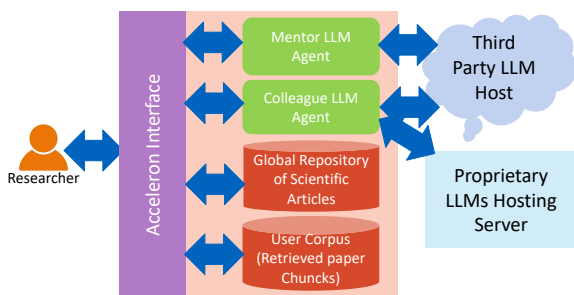 Mentor LLM
Agent
Third
Party LLM
Host
Colleague LLM
Agent
Acceleron Interface
Researcher
Global Repository
of Scientific
Articles
Proprietary
LLMs Hosting
Server
User Corpus
(Retrieved paper
Chuncks)